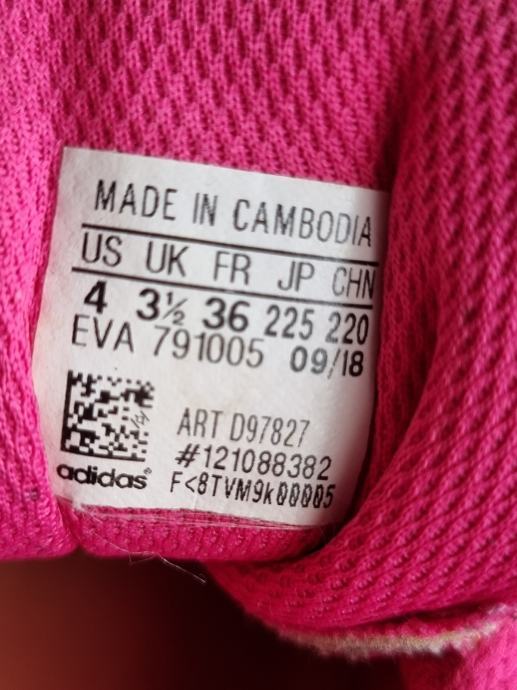 MADE IN CAMBODIA
US UK FR JP CHN
4 3½ 36 225 220
EVA 791005 09/18
ART D97827
#121088382
adidas® F<8TVM9k00005